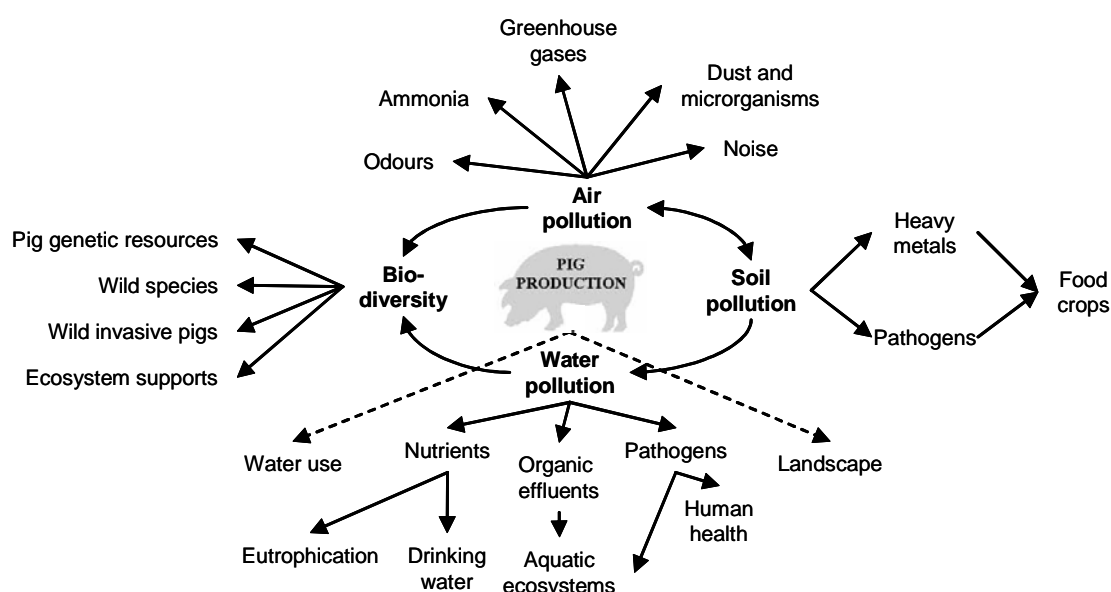 Greenhouse
gases
Dust and
microrganisms
Ammonia
Noise
Odours
Air
pollution
Heavy
metals
Pig genetic resources
Bio-
diversity
PIG
PRODUCTION
Soil
pollution
Food
crops
Wild species
Wild invasive pigs
Pathogens
Ecosystem supports
Water
pollution
Water use
Nutrients
Organic
effluents
Pathogens
Landscape
Human
health
Eutrophication
Drinking
water
Aquatic
ecosystems